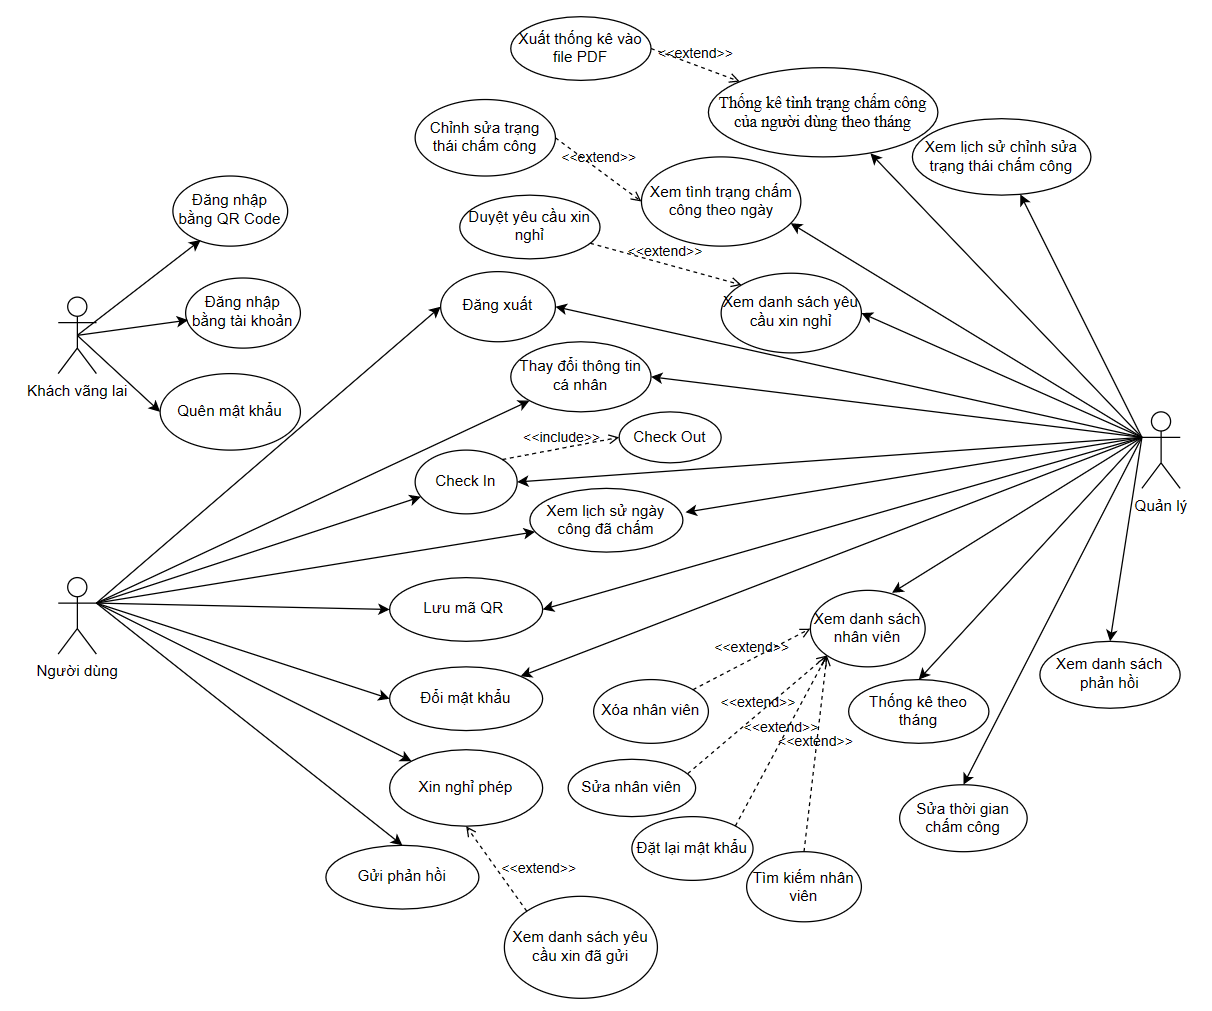 Xuất thống kê vào
file PDF
<<extend>>
Thống kê tình trạng chấm công
của người dùng theo tháng
Chỉnh sửa trạng
thái chấm công
<<extend>>
Xem lịch sử chỉnh sửa
trạng thái chấm công
Xem tình trạng chấm
công theo ngày
Đăng nhập
bằng QR Code
Duyệt yêu cầu xin
nghỉ
<<extend>>
Đăng nhập
bằng tài khoản
Đăng xuất
Xem danh sách yêu
cầu xin nghỉ
Khách vãng lai
Thay đổi thông tin
cá nhân
Quên mật khẩu
<<include>>
Check Out
Check In
Quản lý
Xem lịch sử ngày
công đã chấm
Lưu mã QR
Xem danh sách
nhân viên
<<extend>>
Người dùng
Xem danh sách
phản hồi
Đổi mật khẩu
Xóa nhân viên
<<extend>>
Thống kê theo
tháng
<<extend>>
<<extend>>
Xin nghỉ phép
Sửa nhân viên
Sửa thời gian
chấm công
Đặt lại mật khẩu
Gửi phản hồi
<<extend>>
Tìm kiếm nhân
viên
Xem danh sách yêu
cầu xin đã gửi